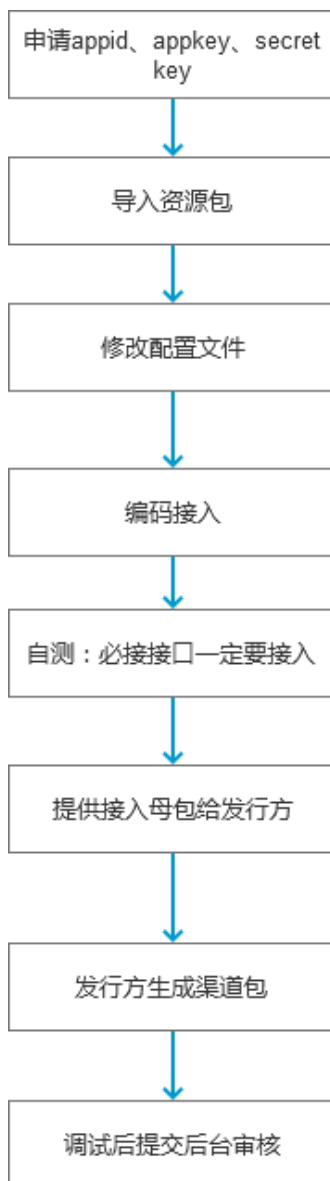 申请appid、appkey、secret
key
导入资源包
修改配置文件
编码接入
自测：必接接口一定要接入
提供接入母包给发行方
发行方生成渠道包
调试后提交后台审核